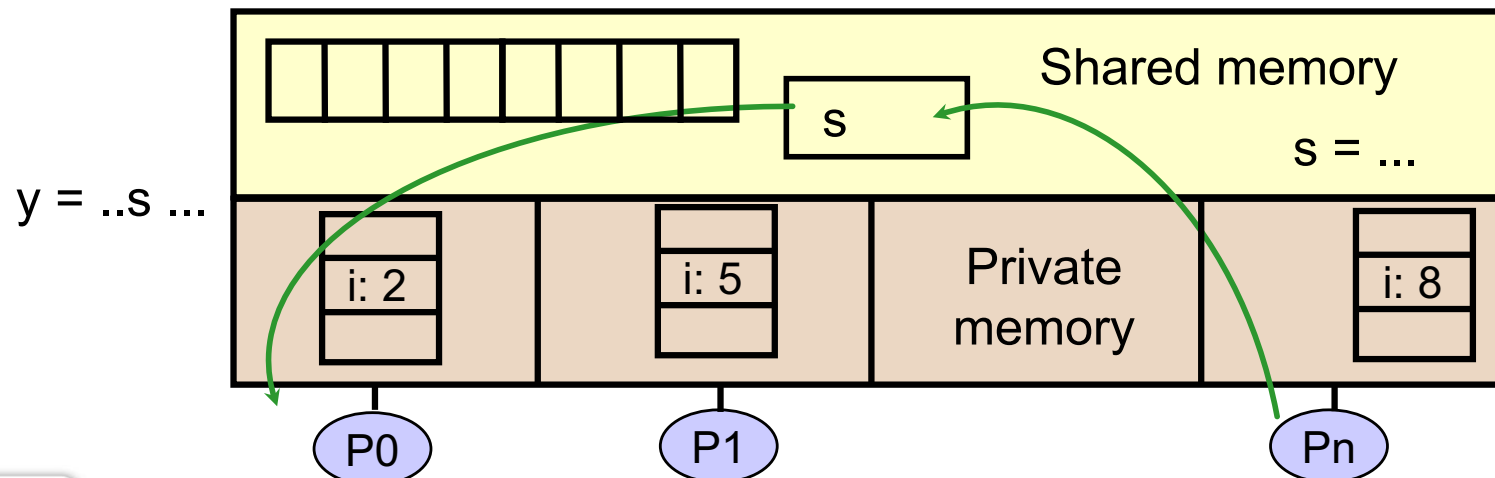 Shared memory
s
s = ...
y = ..s ...
i: 2
i: 5
Private
memory
i: 8
P0
P1
Pn